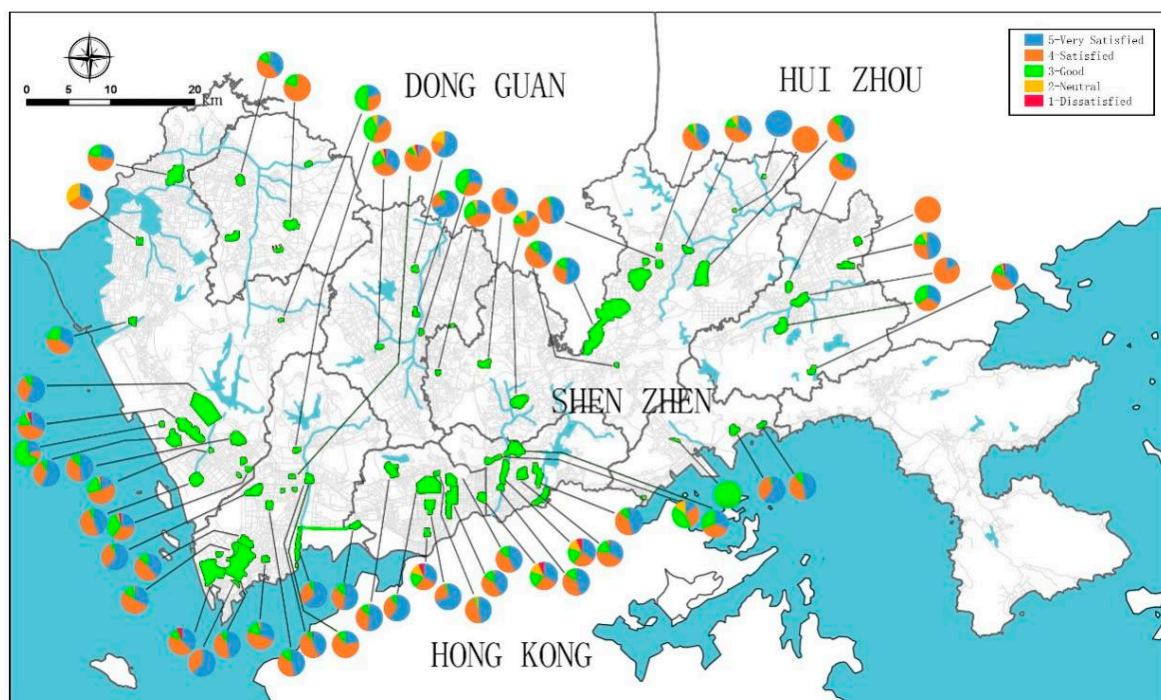 5-Very Satisfied
4-Satisfied
3-Good
2-Neutral
1-Dissatisfied
0 10 20
Km
DONG GUAN
HUI ZHOU
SHEN ZHEN
HONG KONG